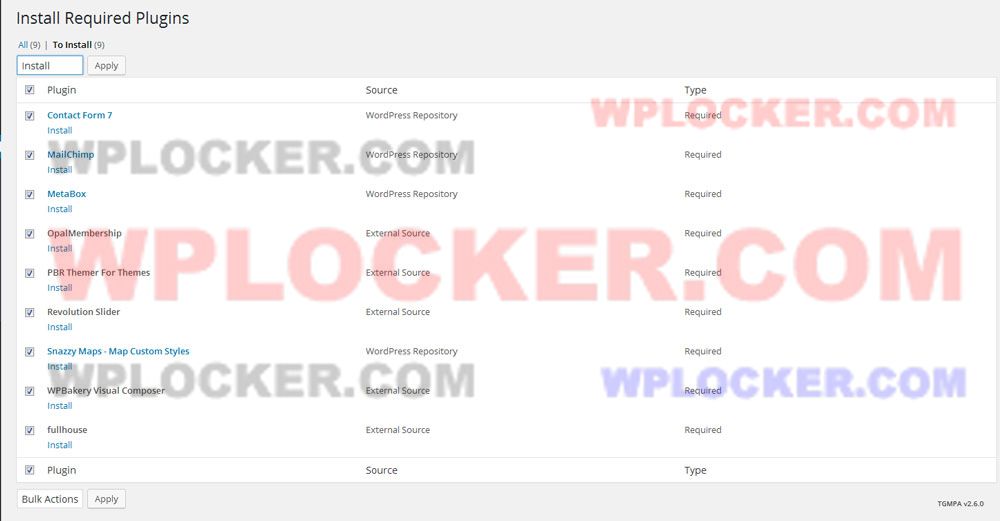 Install Required Plugins
All (9) | To Install (9)
Install Apply
Plugin Source Type
Contact Form 7 WordPress Repository Required
Install
WPLOCKER.COM
MailChimp WordPress Repository Required
Install
WPLOCKER.COM
MetaBox WordPress Repository Required
Install
OpalMembership External Source Required
Install
WPLOCKER.COM
PBR Themer For Themes External Source Required
Install
Revolution Slider External Source Required
Install
Snazzy Maps - Map Custom Styles WordPress Repository Required
Install
WPLOCKER.COM
WPLOCKER.COM
WPBakery Visual Composer External Source Required
Install
fullhouse External Source Required
Install
Plugin Source Type
Bulk Actions Apply
TGMPA v2.6.0